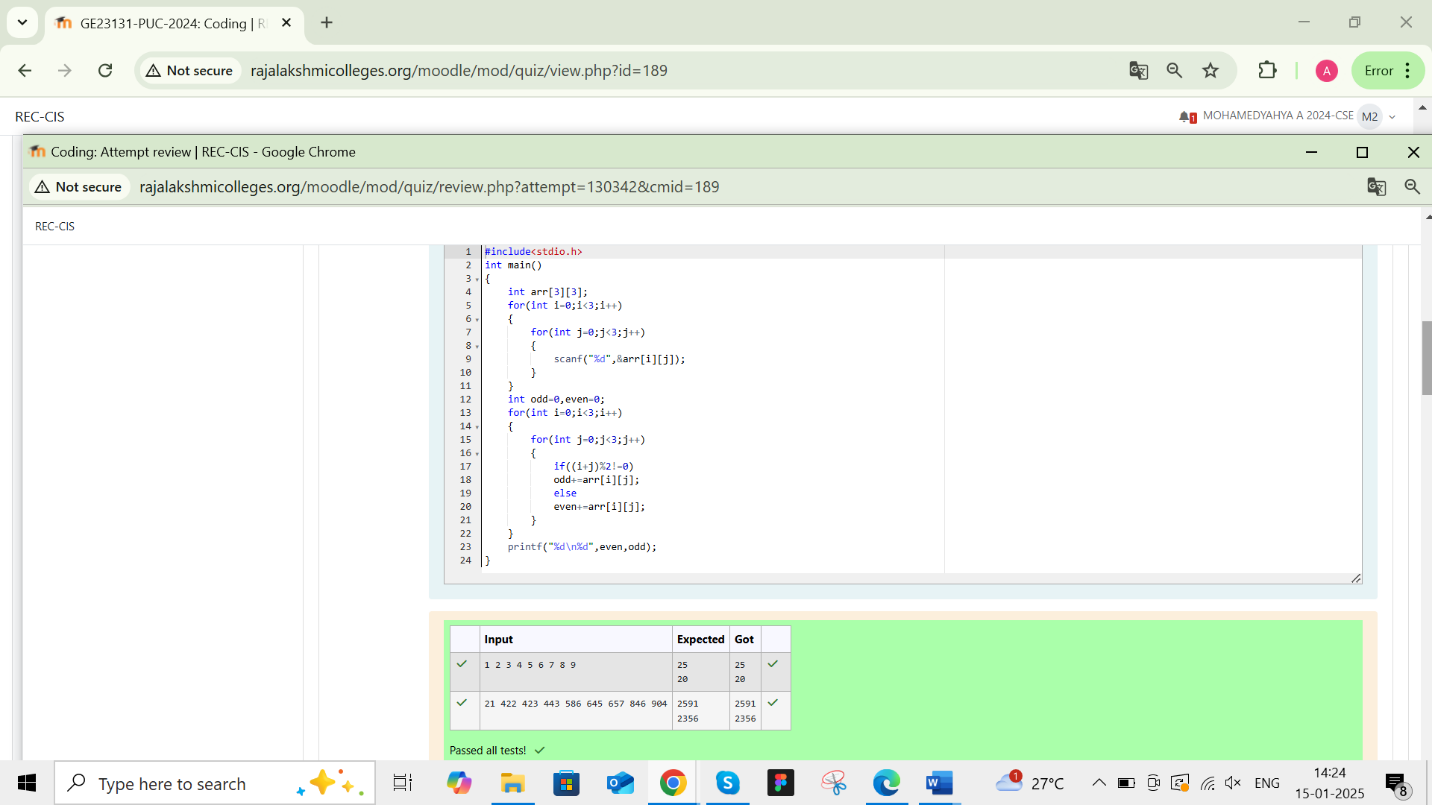 GE23131-PUC-2024: Coding | R
Not secure rajalakshmicolleges.org/moodle/mod/quiz/view.php?id=189 A Error
REC-CIS
1 MOHAMEDYAHYA A 2024-CSE M2
Coding: Attempt review | REC-CIS - Google Chrome
Not secure rajalakshmicolleges.org/moodle/mod/quiz/review.php?attempt=130342&cmid=189
REC-CIS
1 #include<stdio.h>
2 int main()
3 {
4 int arr[3][3];
5 for(int i=0;i<3;i++)
6 {
7 for(int j=0;j<3;j++)
8 {
9 scanf("%d",&arr[i][j]);
10 }
11 }
12 int odd=0,even=0;
13 for(int i=0;i<3;i++)
14 {
15 for(int j=0;j<3;j++)
16 {
17 if((i+j)%2!=0)
18 odd+=arr[i][j];
19 else
20 even+=arr[i][j];
21 }
22 }
23 printf("%d\n%d",even,odd);
24 }
Input Expected Got
1 2 3 4 5 6 7 8 9 25 25
20 20
21 422 423 443 586 645 657 846 904 2591 2591
2356 2356
Passed all tests!
Type here to search 1 27°C ENG 14:24
15-01-2025 8